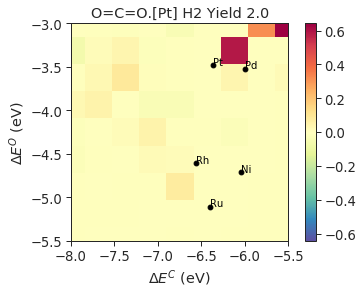 O=C=O.[Pt] H2 Yield 2.0
−3.0
−3.5
−4.0
−4.5
−5.0
−5.5
ΔE^O (eV)
Pt
Pd
Rh
Ni
Ru
−8.0 −7.5 −7.0 −6.5 −6.0 −5.5
ΔE^C (eV)
0.6
0.4
0.2
0.0
−0.2
−0.4
−0.6